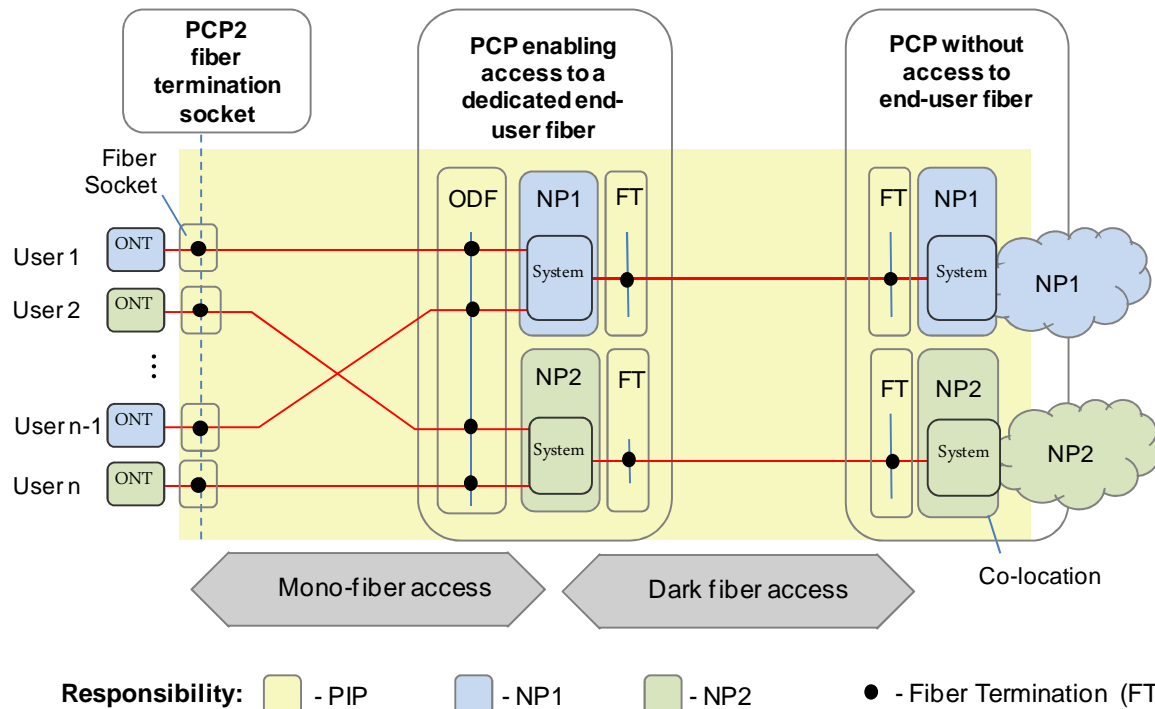 PCP2
fiber
termination
socket
PCP enabling
access to a
dedicated end-
user fiber
PCP without
access to
end-user fiber
Fiber
Socket
ODF
NP1
FT
FT
NP1
User 1
ONT
System
System
NP1
User 2
ONT
NP2
FT
FT
NP2
User n-1
ONT
System
System
NP2
User n
ONT
Co-location
Mono-fiber access
Dark fiber access
Responsibility:
- PIP
- NP1
- NP2
- Fiber Termination (FT